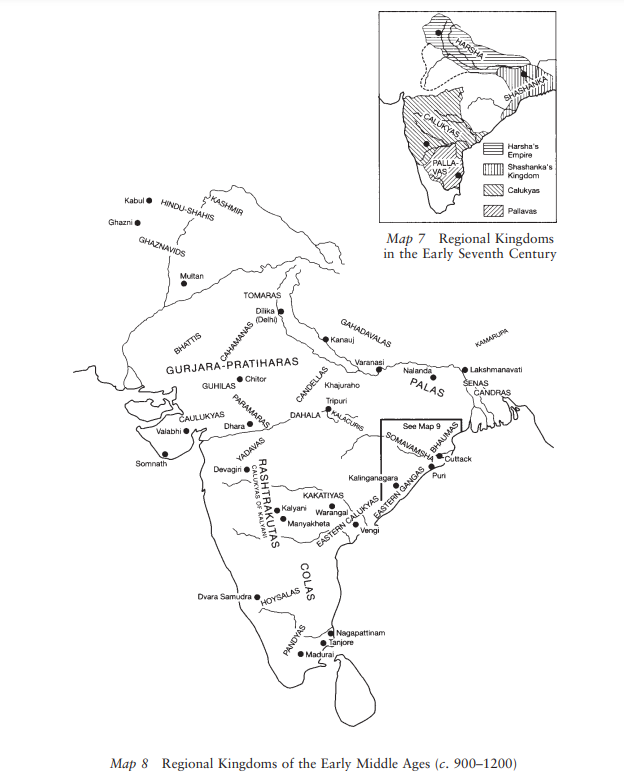 HARSHA
SHASHANKA
CALUKYAS
PALLA-
VAS
Harsha's
Empire
Shashanka's
Kingdom
Calukyas
Pallavas
Map 7 Regional Kingdoms
in the Early Seventh Century
Kabul
HINDU-SHAHIS
KASHMIR
Ghazni
GHAZNAVIDS
Multan
TOMARAS
Dilika
(Delhi)
BHATTIS
CAHAMANAS
GAHADAVALAS
Kanauj
KAMARUPA
GURJARA-PRATIHARAS
Varanasi
Nalanda
Lakshmanavati
GUHILAS
Chitor
CANDELLAS
Khajuraho
PALAS
SENAS
CANDRAS
PARAMARAS
Tripuri
DAHALA
KALACURIS
CAULUKYAS
Valabhi
Dhara
See Map 9
BHAUMAS
SOMAVAMSHA
Somnath
YADAVAS
Cuttack
Devagiri
Puri
RASHTRAKUTAS
CALUKYAS OF KALYANI
Kalinganagara
EASTERN GANGAS
KAKATIYAS
Kalyani
Warangal
Manyakheta
EASTERN CALUKYAS
Vengi
COLAS
Dvara Samudra
HOYSALAS
PANDYAS
Nagapattinam
Tanjore
Madurai
Map 8 Regional Kingdoms of the Early Middle Ages (c. 900–1200)